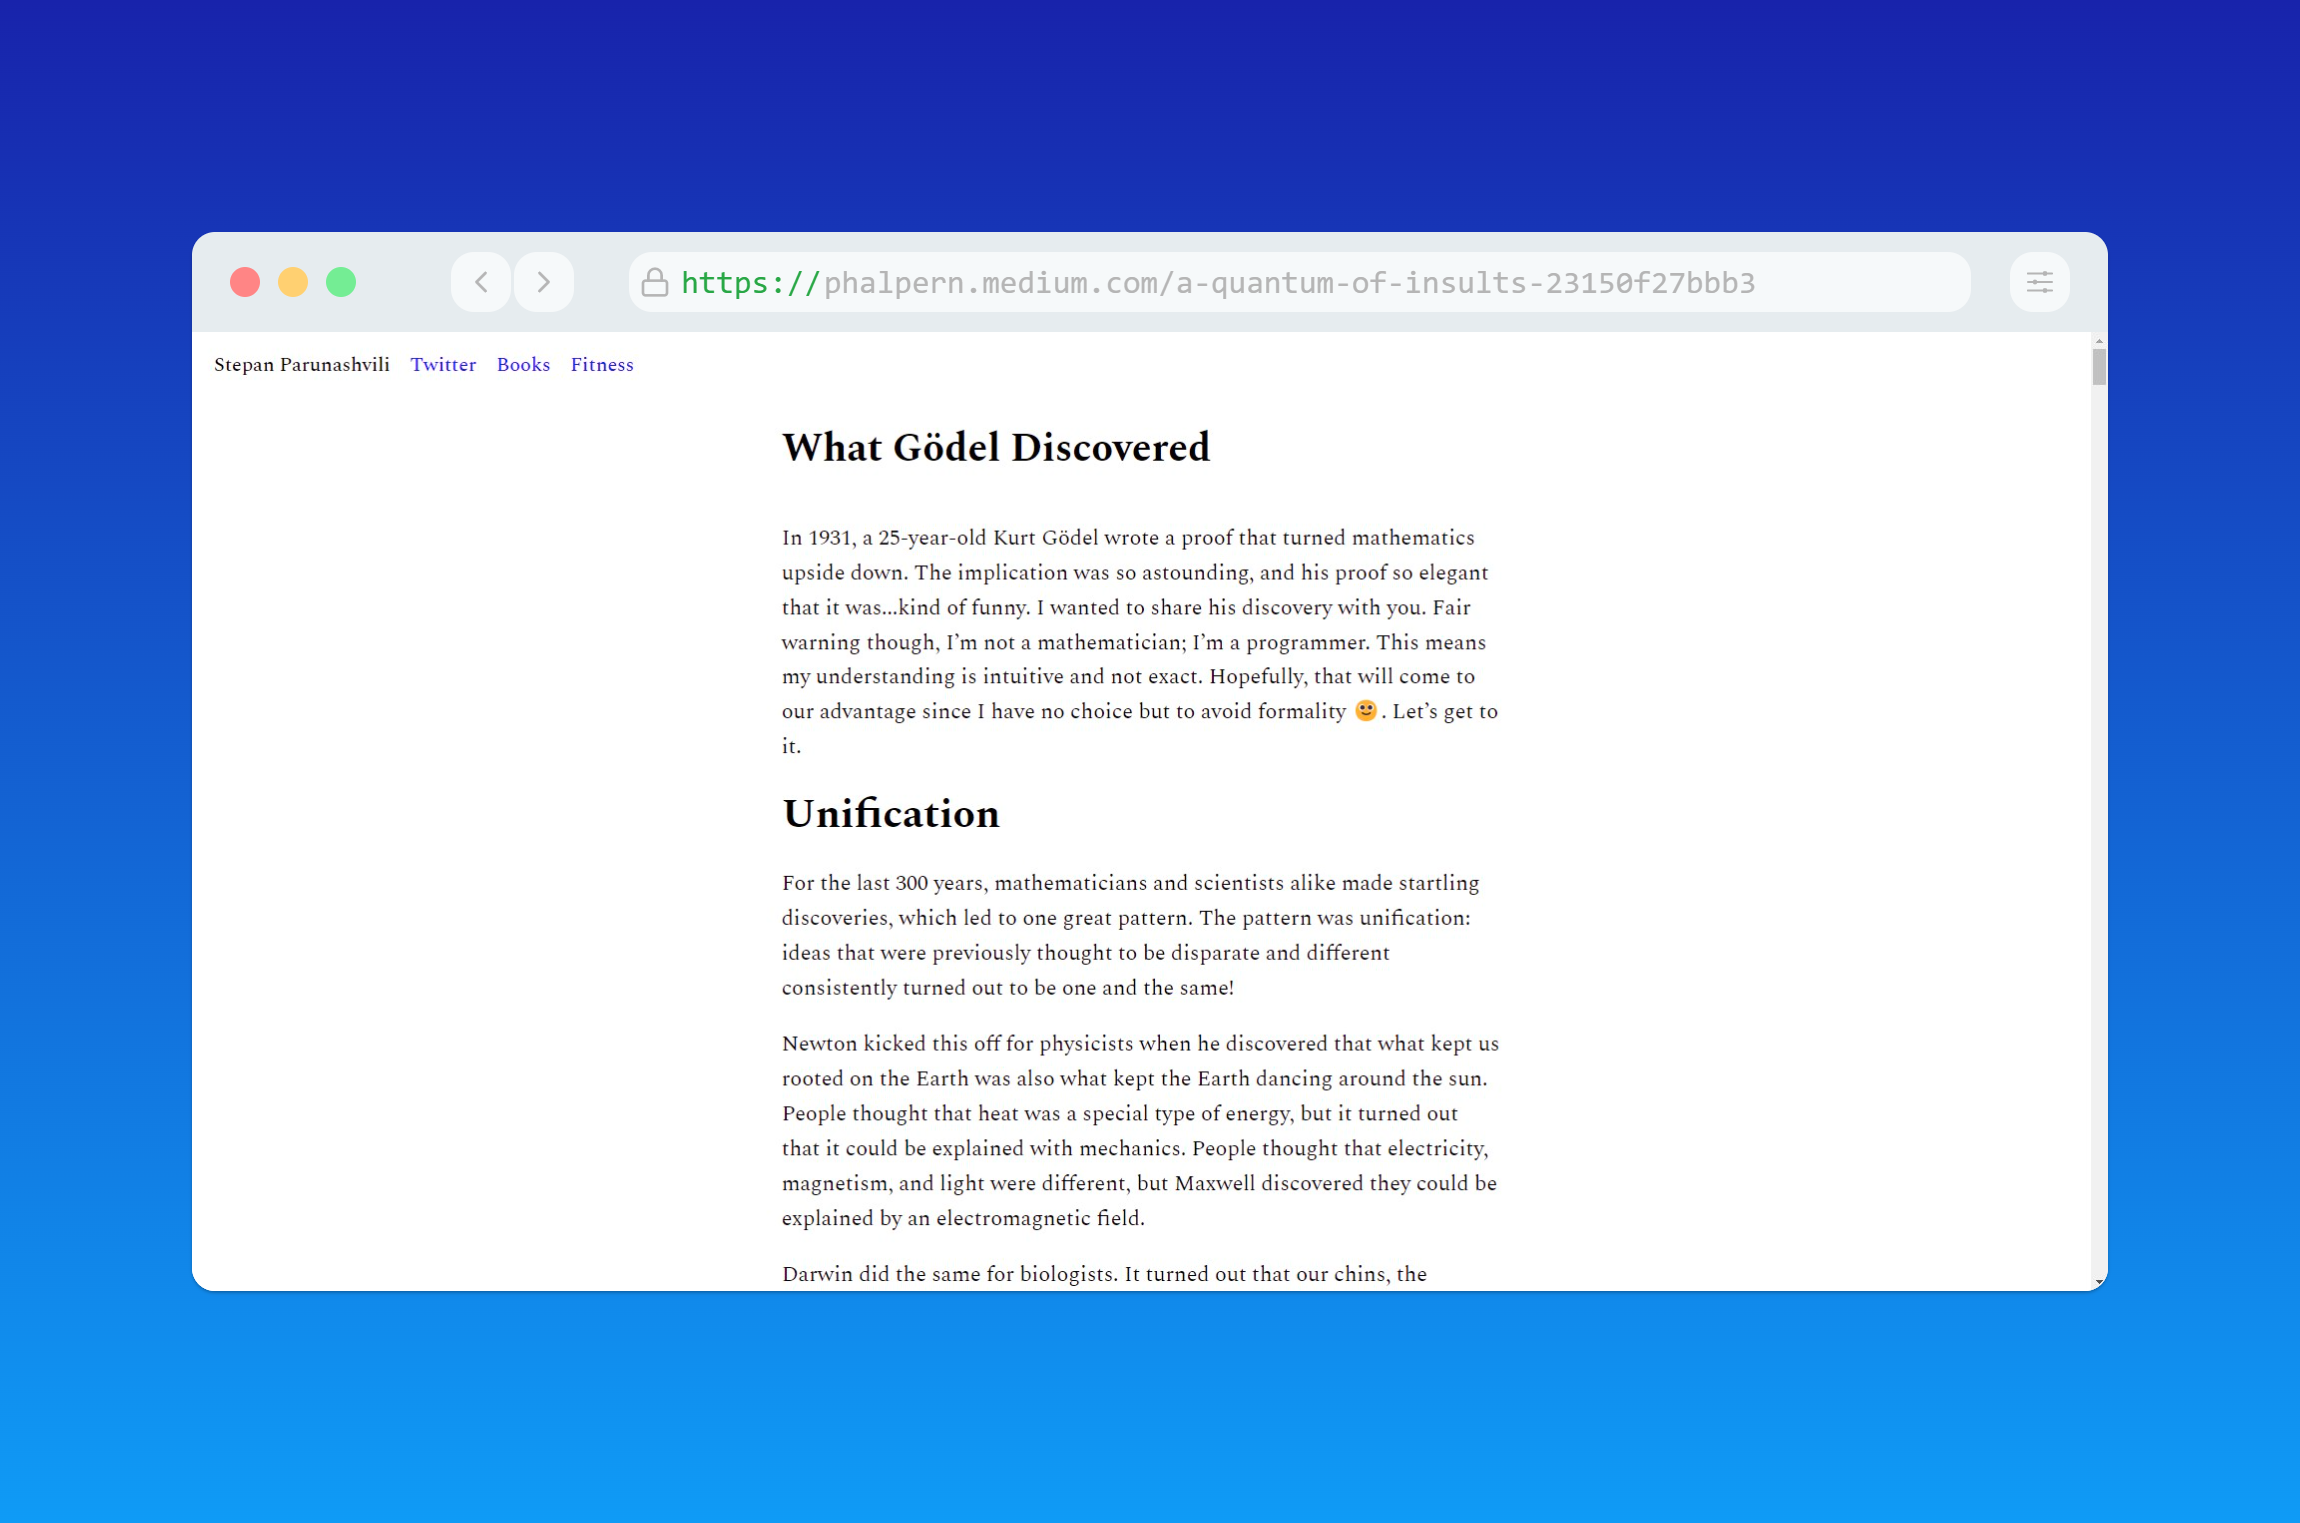 https://phalpern.medium.com/a-quantum-of-insults-23150f27bbb3
Stepan Parunashvili Twitter Books Fitness
What Gödel Discovered
In 1931, a 25-year-old Kurt Gödel wrote a proof that turned mathematics
upside down. The implication was so astounding, and his proof so elegant
that it was...kind of funny. I wanted to share his discovery with you. Fair
warning though, I’m not a mathematician; I’m a programmer. This means
my understanding is intuitive and not exact. Hopefully, that will come to
our advantage since I have no choice but to avoid formality 🙂. Let’s get to
it.
Unification
For the last 300 years, mathematicians and scientists alike made startling
discoveries, which led to one great pattern. The pattern was unification:
ideas that were previously thought to be disparate and different
consistently turned out to be one and the same!
Newton kicked this off for physicists when he discovered that what kept us
rooted on the Earth was also what kept the Earth dancing around the sun.
People thought that heat was a special type of energy, but it turned out
that it could be explained with mechanics. People thought that electricity,
magnetism, and light were different, but Maxwell discovered they could be
explained by an electromagnetic field.
Darwin did the same for biologists. It turned out that our chins, the